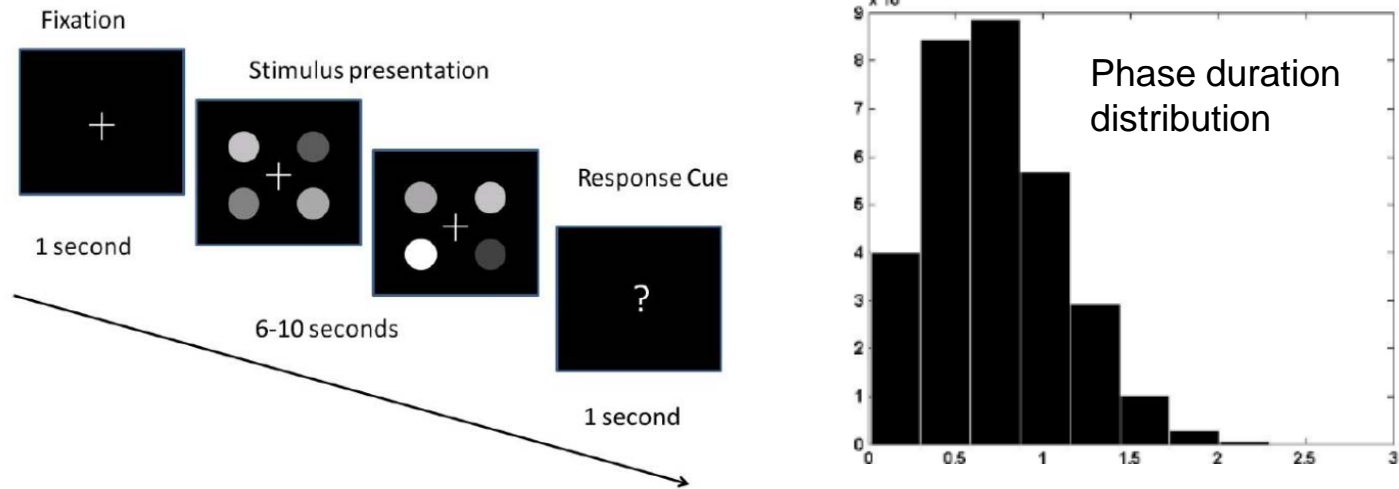 Fixation
Stimulus presentation
Response Cue
?
1 second
6-10 seconds
1 second
Phase duration
distribution
9
8
7
6
5
4
3
2
1
0
0 0.5 1 1.5 2 2.5 3